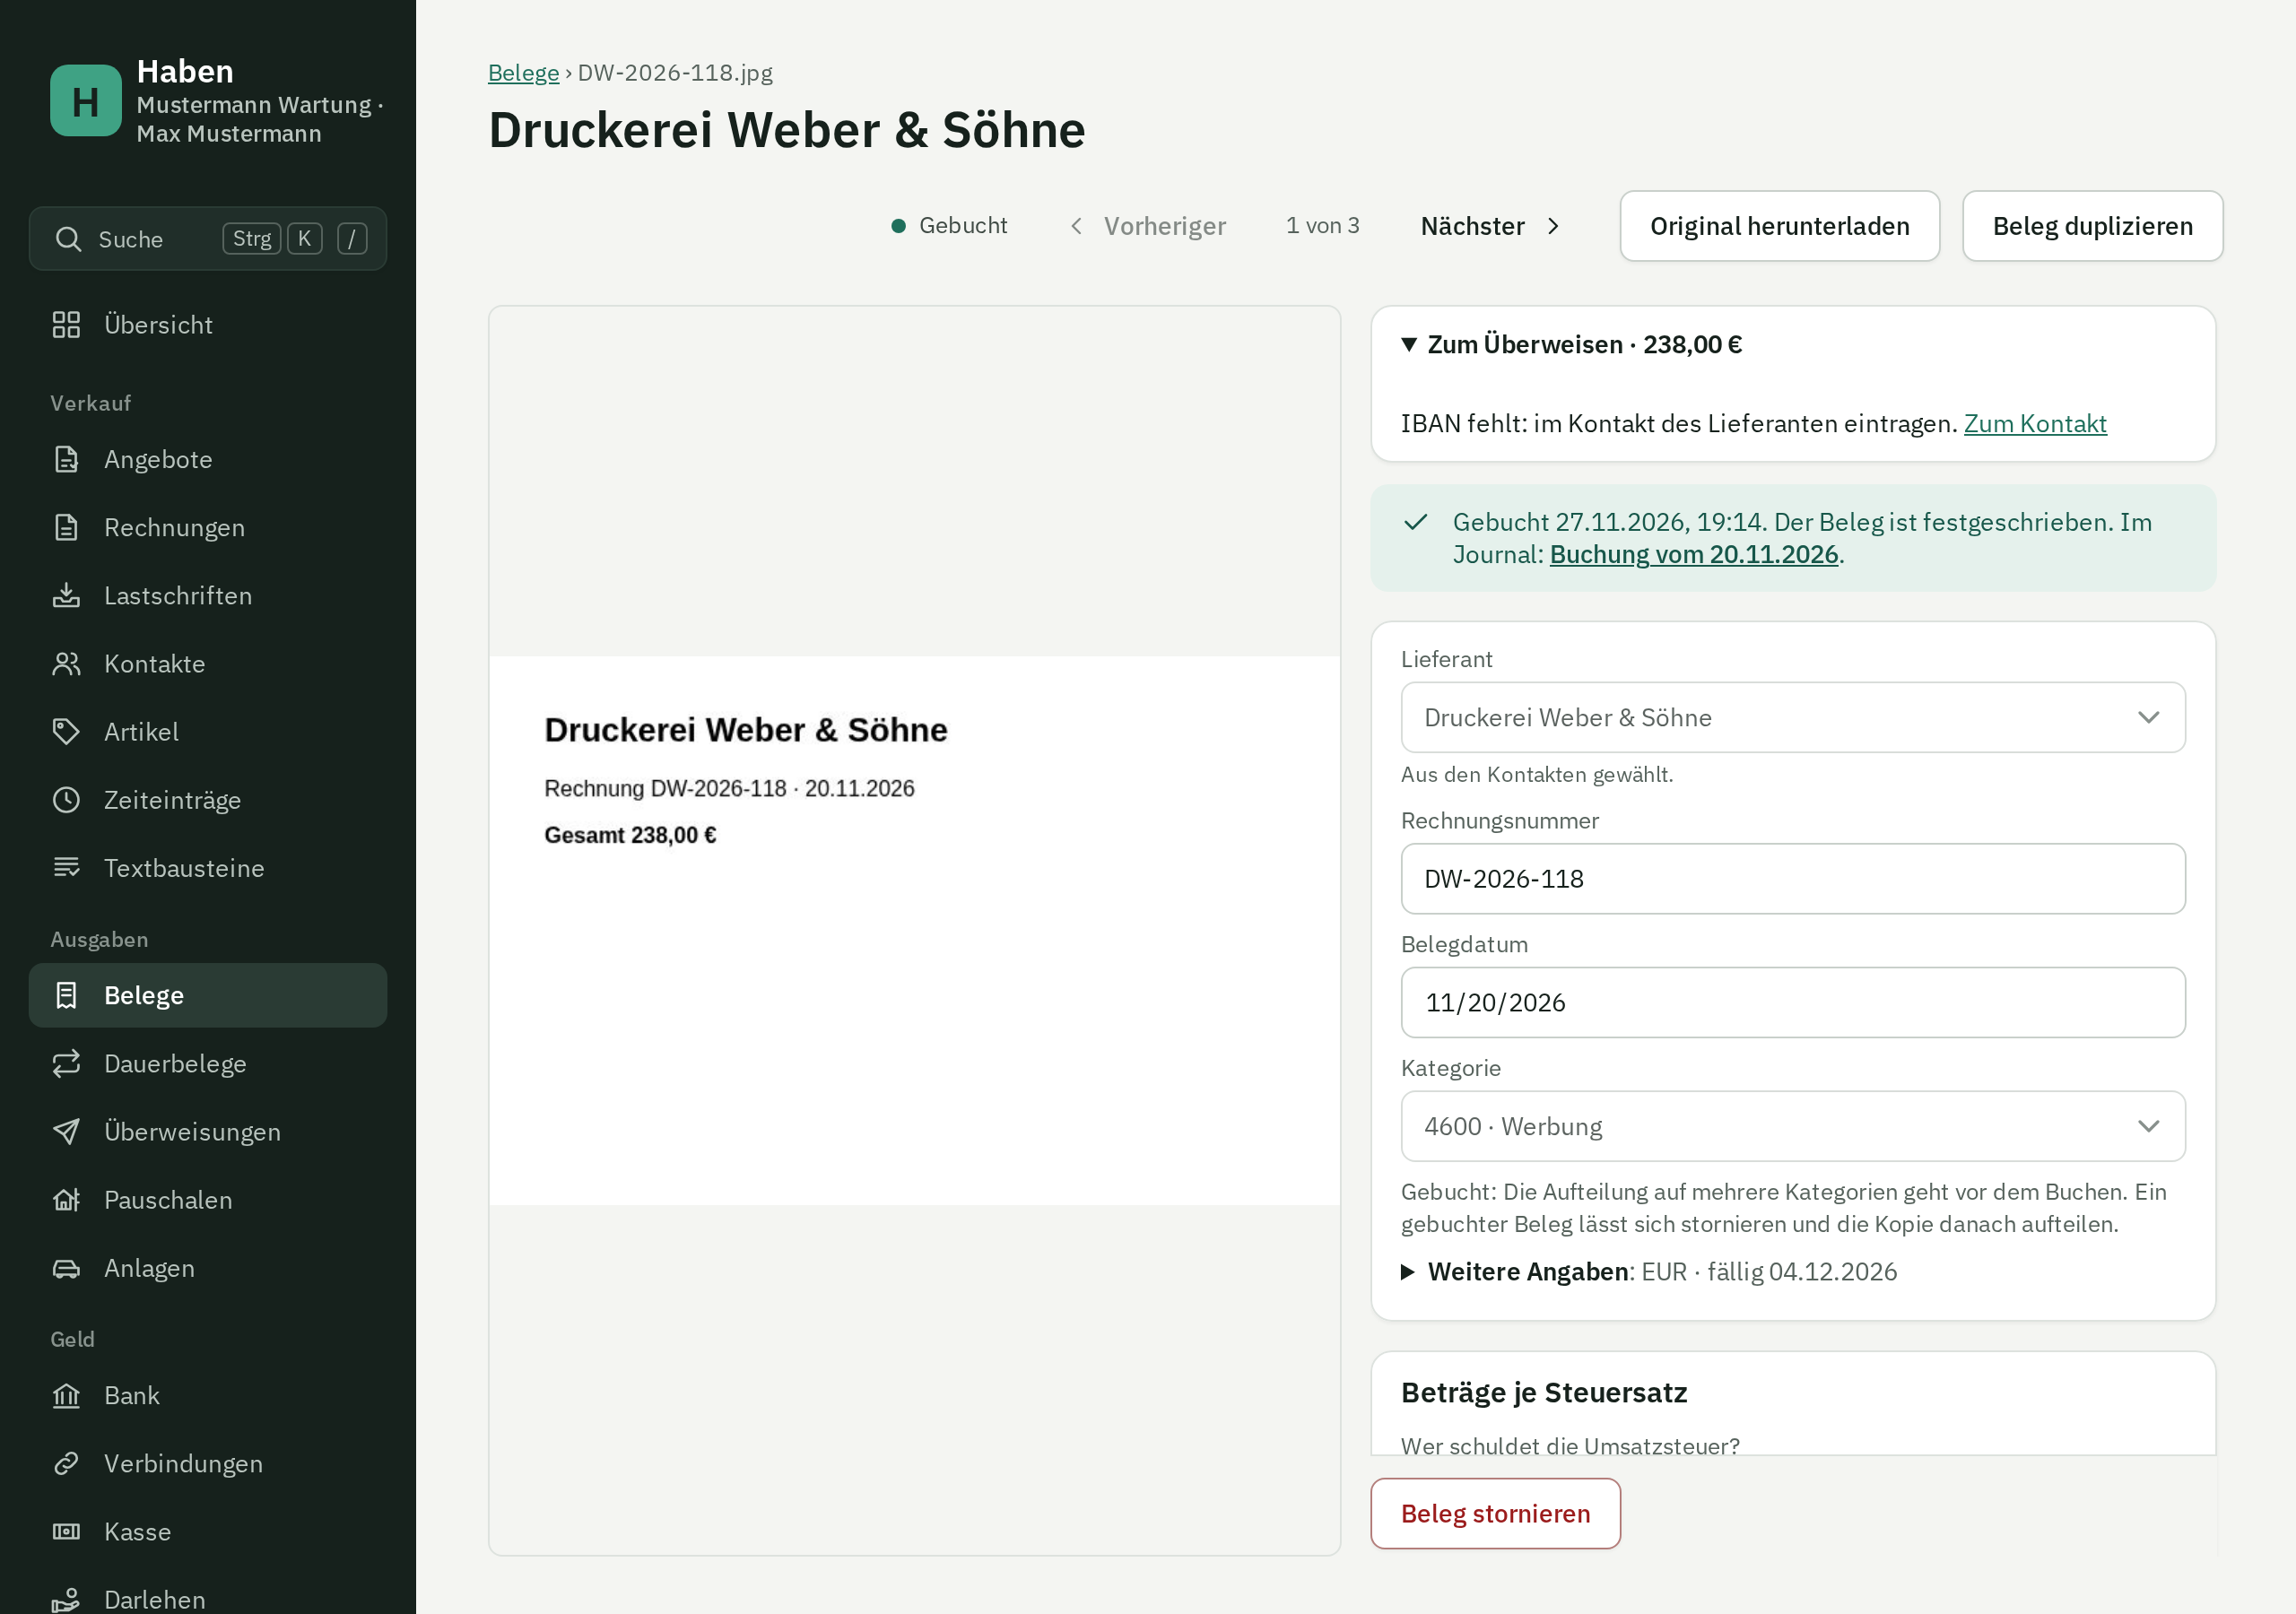 H
Haben
Mustermann Wartung ·
Max Mustermann
Suche Strg K /
Übersicht
Verkauf
Angebote
Rechnungen
Lastschriften
Kontakte
Artikel
Zeiteinträge
Textbausteine
Ausgaben
Belege
Dauerbelege
Überweisungen
Pauschalen
Anlagen
Geld
Bank
Verbindungen
Kasse
Darlehen
Belege › DW-2026-118.jpg
Druckerei Weber & Söhne
Gebucht
Vorheriger
1 von 3
Nächster
Original herunterladen
Beleg duplizieren
Druckerei Weber & Söhne
Rechnung DW-2026-118 · 20.11.2026
Gesamt 238,00 €
Zum Überweisen · 238,00 €
IBAN fehlt: im Kontakt des Lieferanten eintragen. Zum Kontakt
Gebucht 27.11.2026, 19:14. Der Beleg ist festgeschrieben. Im
Journal: Buchung vom 20.11.2026.
Lieferant
Druckerei Weber & Söhne
Aus den Kontakten gewählt.
Rechnungsnummer
DW-2026-118
Belegdatum
11/20/2026
Kategorie
4600 · Werbung
Gebucht: Die Aufteilung auf mehrere Kategorien geht vor dem Buchen. Ein
gebuchter Beleg lässt sich stornieren und die Kopie danach aufteilen.
Weitere Angaben: EUR · fällig 04.12.2026
Beträge je Steuersatz
Wer schuldet die Umsatzsteuer?
Beleg stornieren